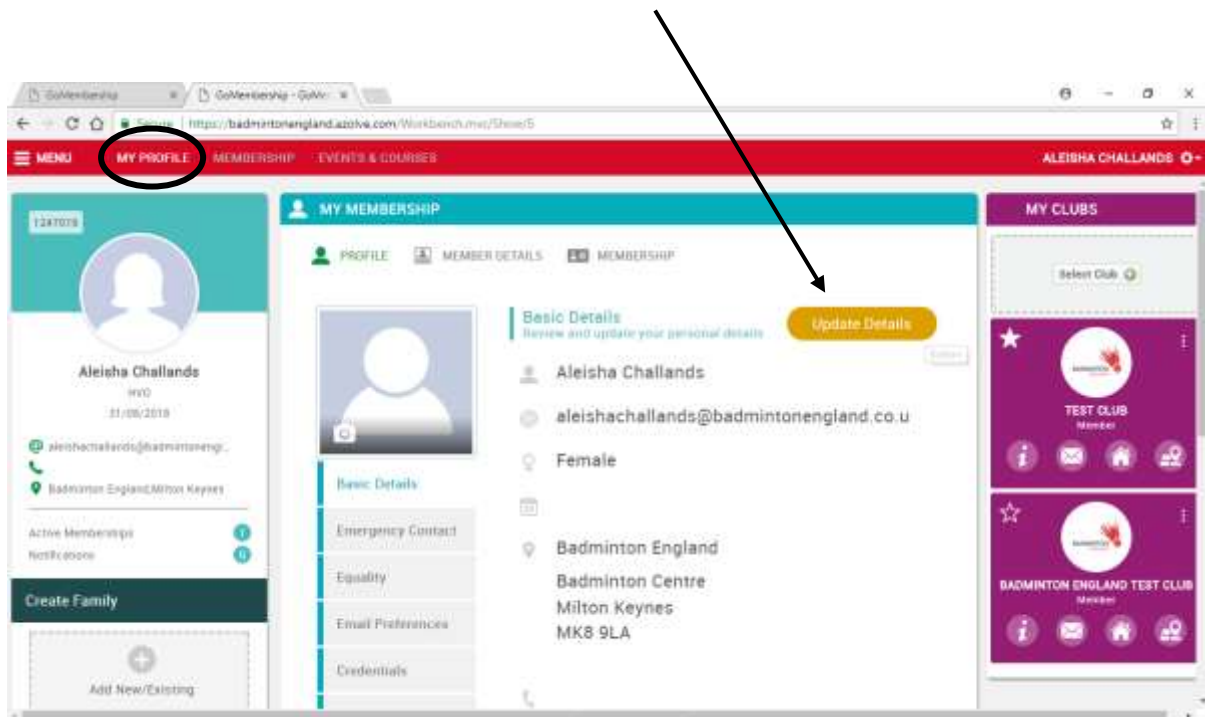 GoMembership
GoMembership - GoMe
Secure | https://badmintonengland.azolve.com/Workbench.mvc/Show/5
MENU MY PROFILE MEMBERSHIP EVENTS & COURSES ALEISHA CHALLANDS
1247078
Aleisha Challands
31/08/2018
Badminton England,Milton Keynes
Active Memberships
Notifications
Create Family
Add New/Existing
MY MEMBERSHIP
PROFILE MEMBER DETAILS MEMBERSHIP
Basic Details
Emergency Contact
Equality
Email Preferences
Credentials
Basic Details
Review and update your personal details
Update Details
Aleisha Challands
aleishachallands@badmintonengland.co.u
Female
Badminton England
Badminton Centre
Milton Keynes
MK8 9LA
MY CLUBS
Select Club
TEST CLUB
Member
BADMINTON ENGLAND TEST CLUB
Member